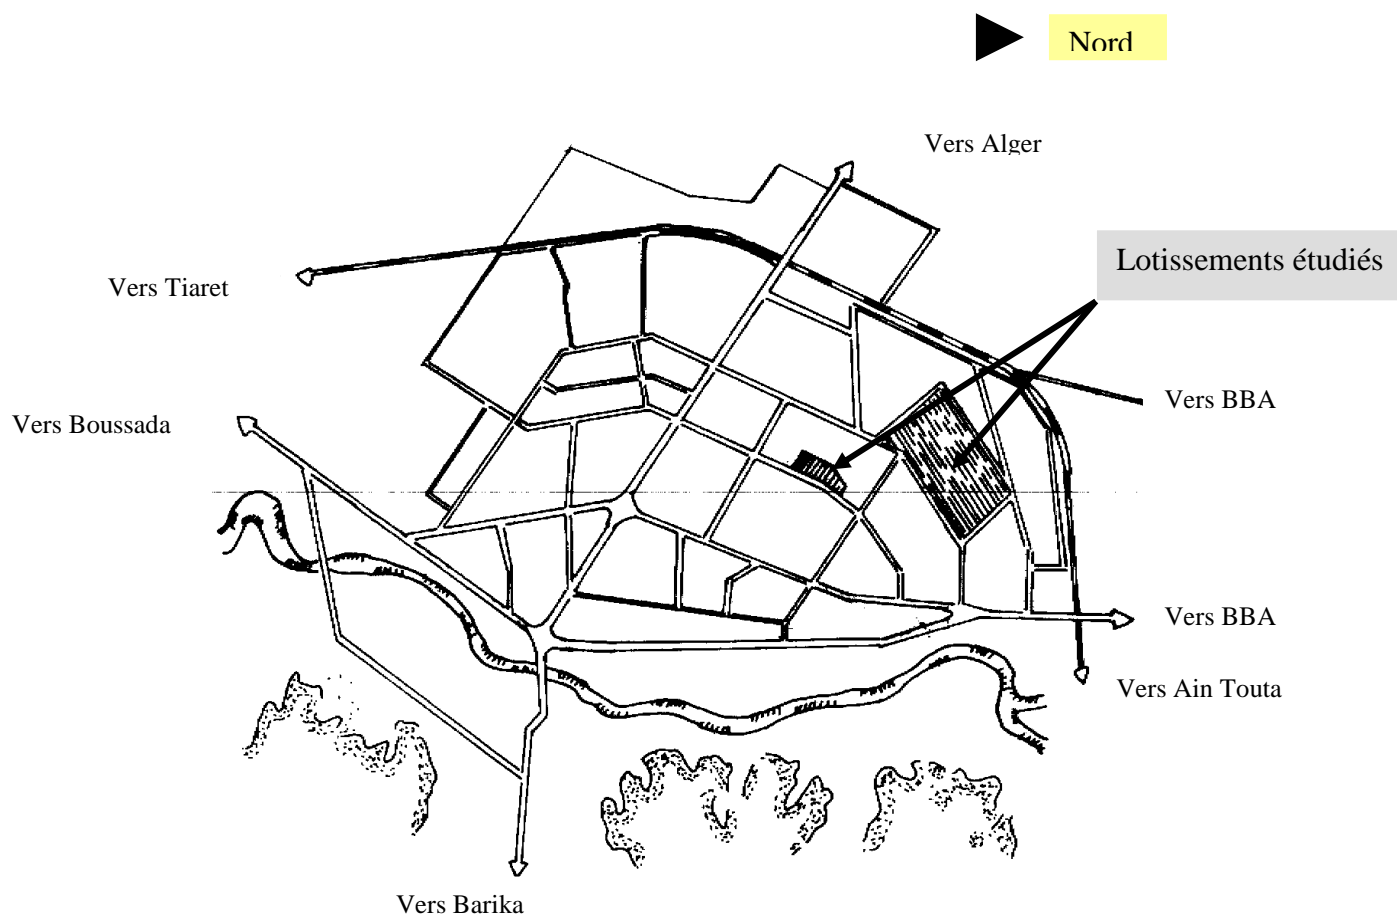 Nord
Vers Alger
Lotissements étudiés
Vers Tiaret
Vers BBA
Vers Boussada
Vers BBA
Vers Ain Touta
Vers Barika